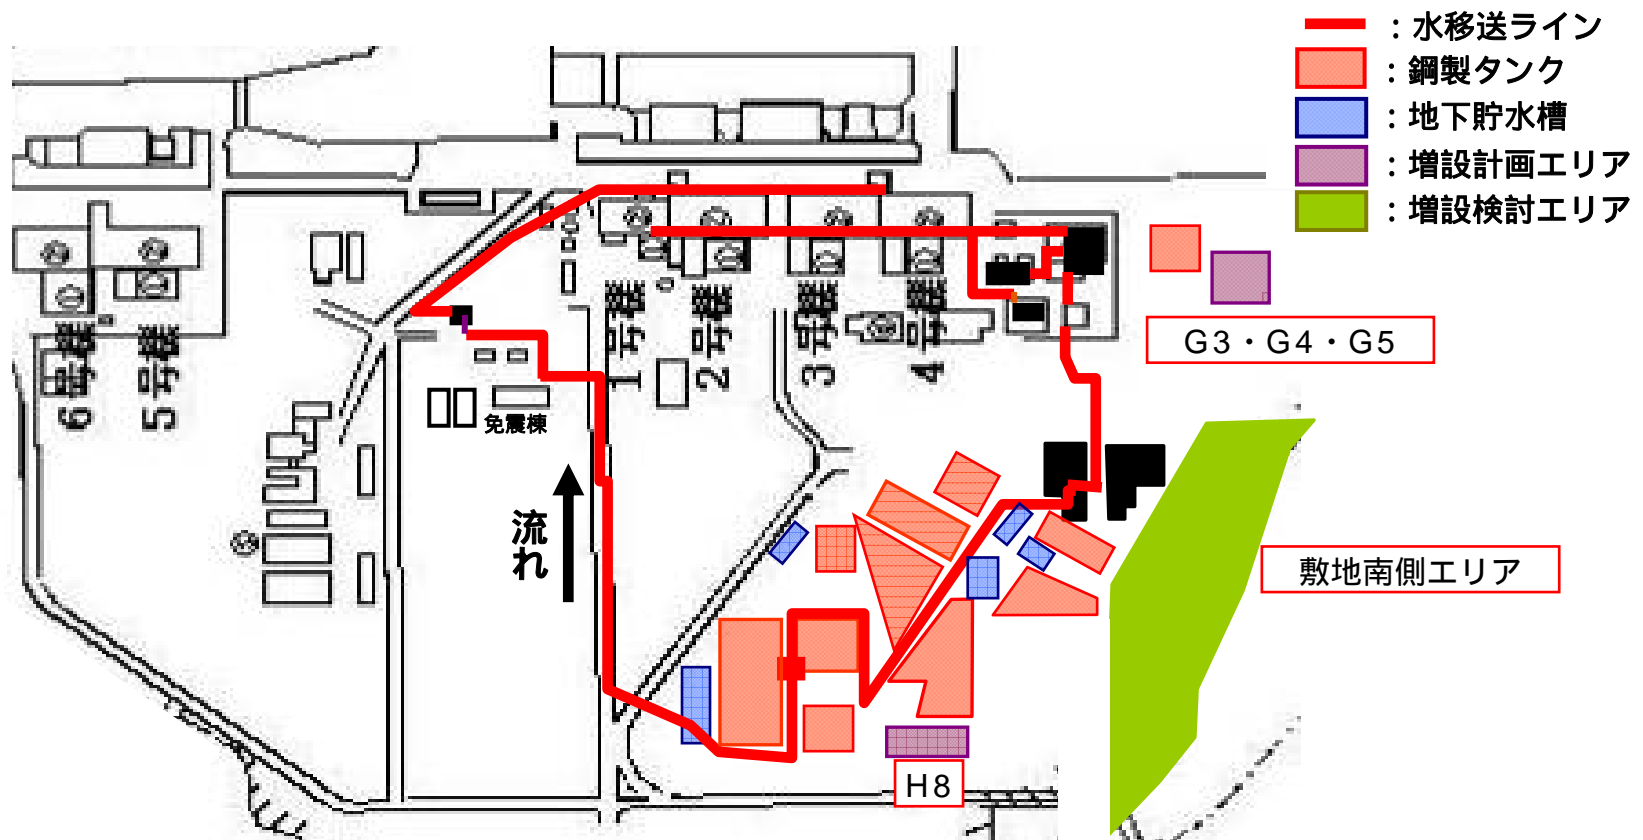 ：水移送ライン
：鋼製タンク
：地下貯水槽
：増設計画エリア
：増設検討エリア
6号機
5号機
1号機
2号機
3号機
4号機
G3・G4・G5
免震棟
流れ
敷地南側エリア
H8